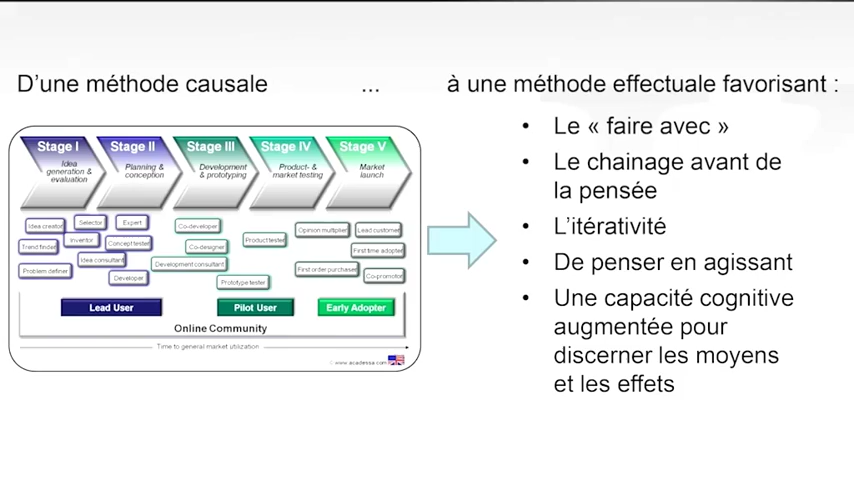 D’une méthode causale ... à une méthode effectuale favorisant :
• Le « faire avec »
• Le chainage avant de
la pensée
• L’itérativité
• De penser en agissant
• Une capacité cognitive
augmentée pour
discerner les moyens
et les effets
Stage I Stage II Stage III Stage IV Stage V
Idea
generation &
evaluation
Planning &
conception
Development
& prototyping
Product- &
market testing
Market
launch
Idea creator
Selector
Expert
Trend finder
Inventor
Concept tester
Idea consultant
Problem definer
Developer
Co-developer
Co-designer
Development consultant
Product tester
Prototype tester
Opinion multiplier
Lead customer
First time adopter
First order purchaser
Co-promotor
Lead User Pilot User Early Adopter
Online Community
Time to general market utilization
© www.acadessa.com